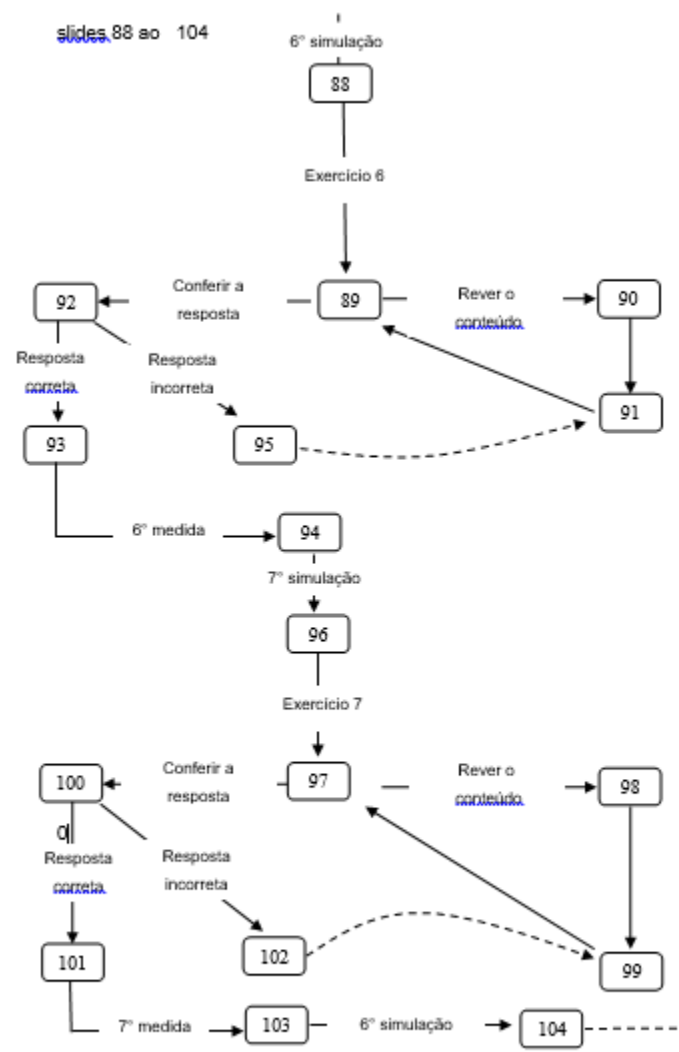 slides 88 ao 104
6° simulação
88
Exercício 6
92
Conferir a
resposta
89
Rever o
conteúdo
90
Resposta
correta
Resposta
incorreta
91
93
95
6° medida
94
7° simulação
96
Exercício 7
100
Conferir a
resposta
97
Rever o
conteúdo
98
0
Resposta
correta
Resposta
incorreta
101
102
99
7° medida
103
6° simulação
104